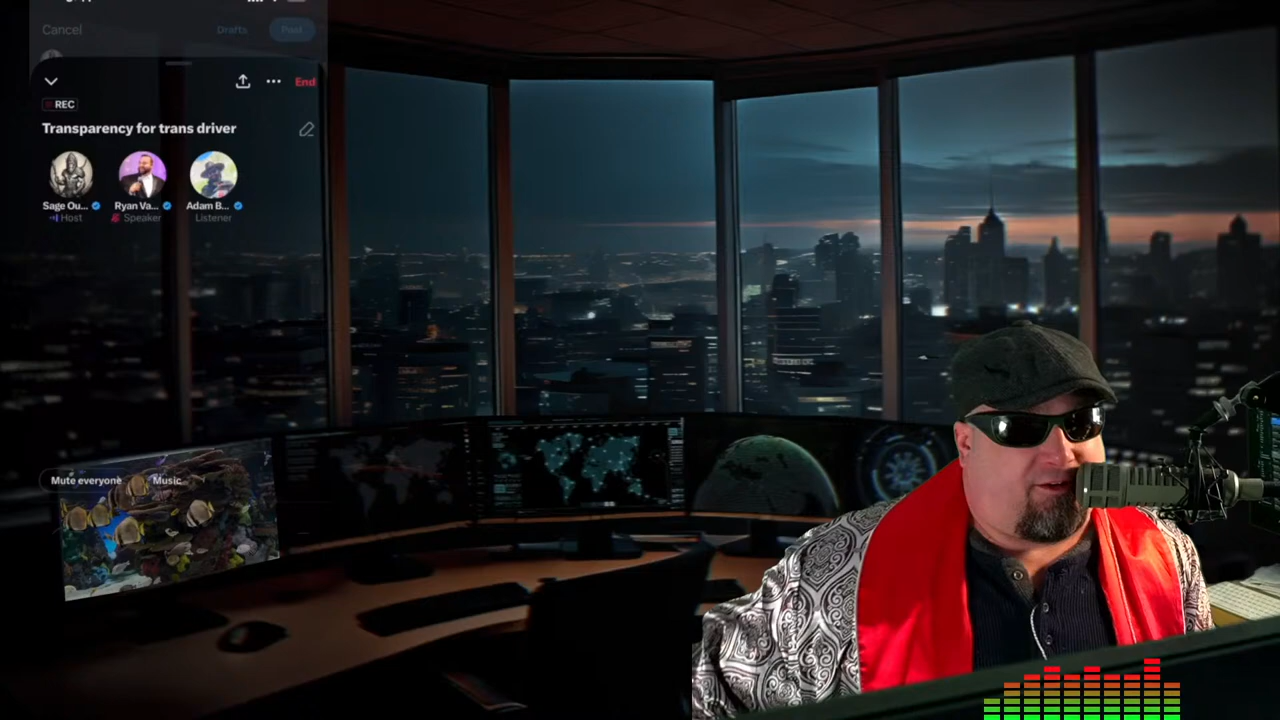 Cancel
Drafts
Post
End
REC
Transparency for trans driver
Sage Ou...
Ryan Va...
Adam B...
Host
Speaker
Listener
Mute everyone
Music